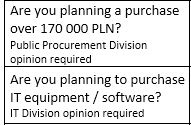 Are you planning a purchase
over 170 000 PLN?
Public Procurement Division
opinion required
Are you planning to purchase
IT equipment / software?
IT Division opinion required